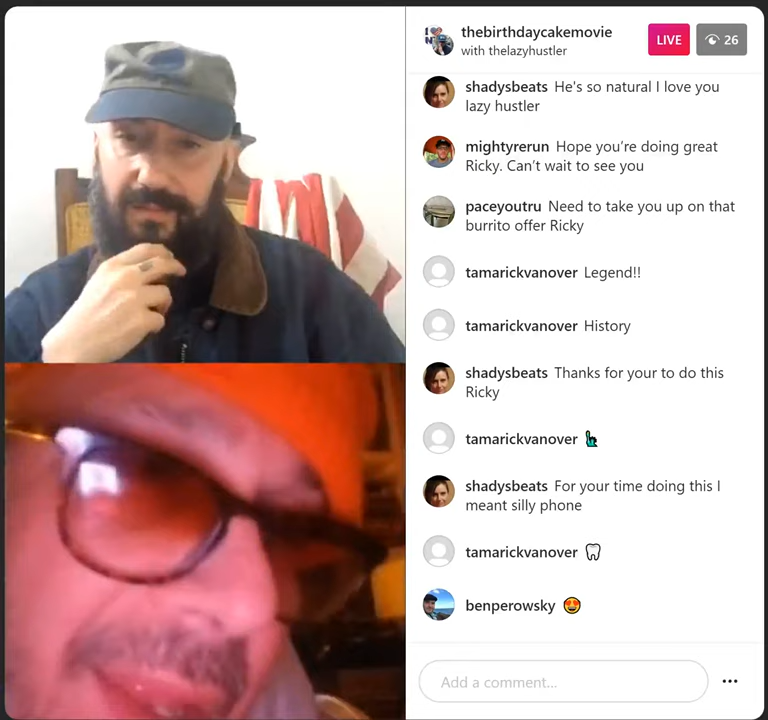 thebirthdaycakemovie
with thelazyhustler
LIVE
26
shadysbeats He's so natural I love you
lazy hustler
mightyrerun Hope you're doing great
Ricky. Can't wait to see you
paceyoutru Need to take you up on that
burrito offer Ricky
tamarickvanover Legend!!
tamarickvanover History
shadysbeats Thanks for your to do this
Ricky
tamarickvanover
shadysbeats For your time doing this I
meant silly phone
tamarickvanover
benperowsky 😍
Add a comment...